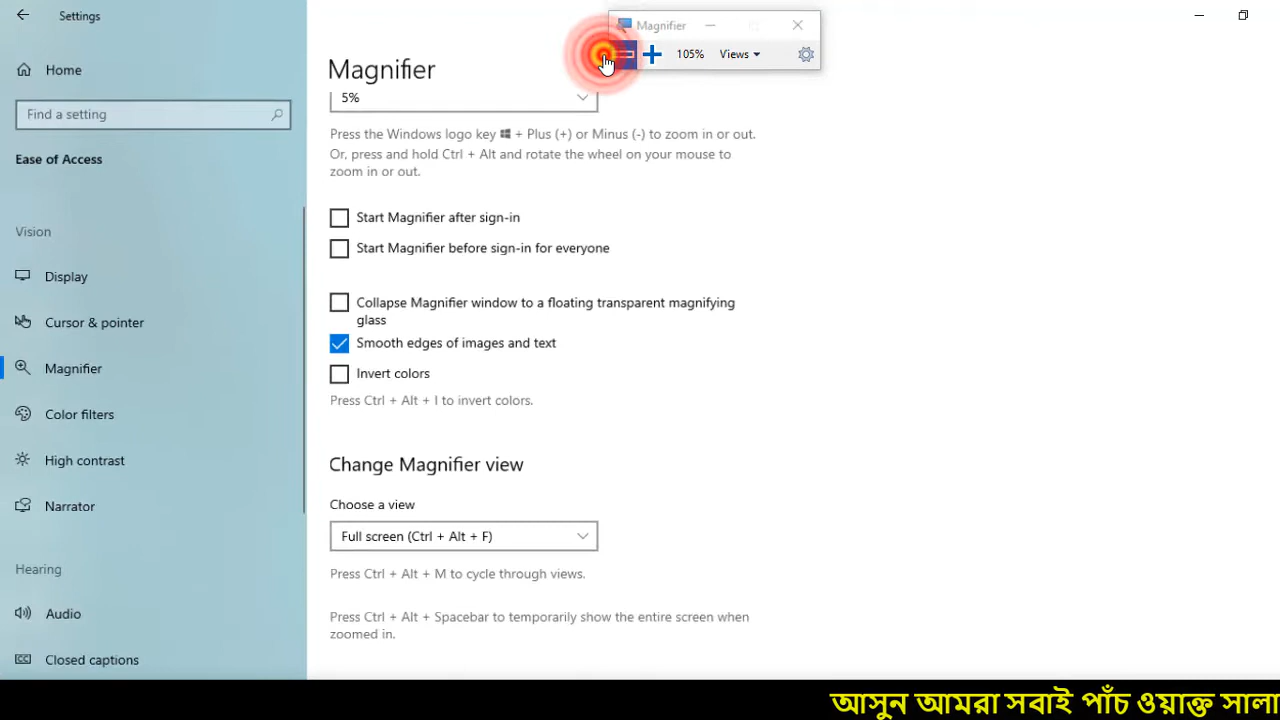 Settings
Magnifier
105%
Views
Home
Magnifier
5%
Find a setting
Press the Windows logo key + Plus (+) or Minus (-) to zoom in or out.
Or, press and hold Ctrl + Alt and rotate the wheel on your mouse to
zoom in or out.
Ease of Access
Start Magnifier after sign-in
Vision
Start Magnifier before sign-in for everyone
Display
Collapse Magnifier window to a floating transparent magnifying
glass
Cursor & pointer
Smooth edges of images and text
Magnifier
Invert colors
Press Ctrl + Alt + I to invert colors.
Color filters
High contrast
Change Magnifier view
Narrator
Choose a view
Full screen (Ctrl + Alt + F)
Hearing
Press Ctrl + Alt + M to cycle through views.
Audio
Press Ctrl + Alt + Spacebar to temporarily show the entire screen when
zoomed in.
Closed captions
আসুন আমরা সবাই পাঁচ ওয়াক্ত সালা